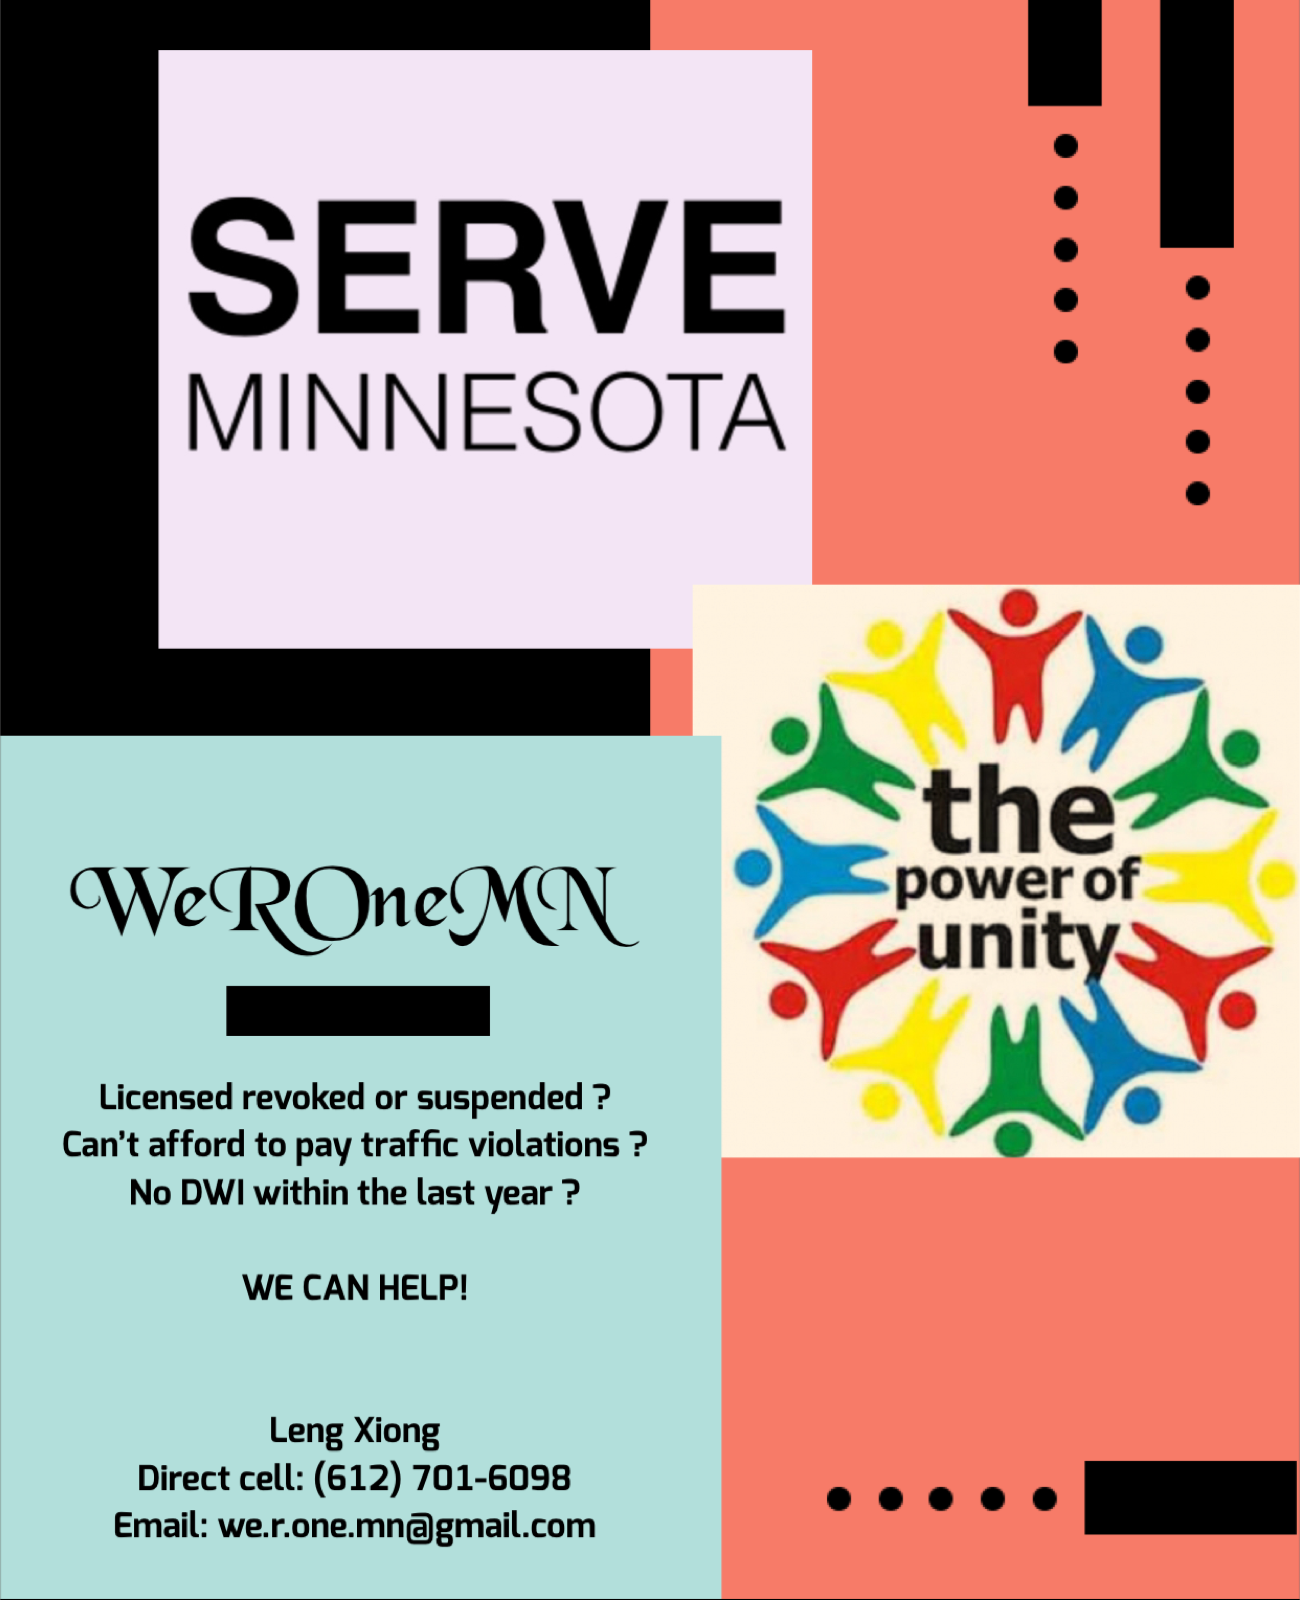 SERVE
MINNESOTA
the
power of
unity
WeROneMN
Licensed revoked or suspended ?
Can't afford to pay traffic violations ?
No DWI within the last year ?
WE CAN HELP!
Leng Xiong
Direct cell: (612) 701-6098
Email: we.r.one.mn@gmail.com